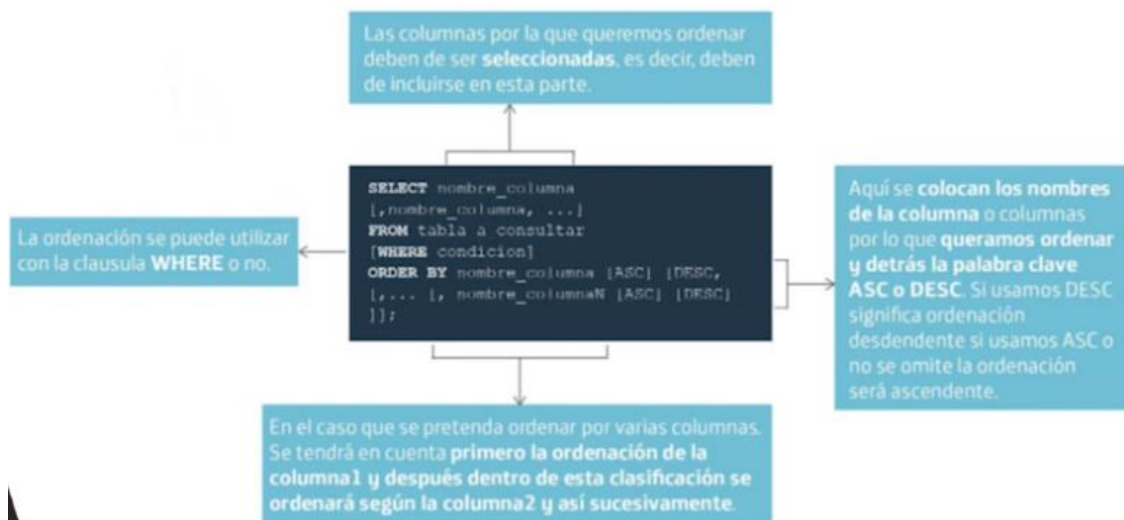 Las columnas por la que queremos ordenar
deben de ser seleccionadas, es decir, deben
de incluirse en esta parte.
SELECT nombre_columna
[,nombre_columna, ...]
FROM tabla a consultar
[WHERE condicion]
ORDER BY nombre_columna [ASC] [DESC,
[,... [, nombre_columnaN [ASC] [DESC]
]];
La ordenación se puede utilizar
con la clausula WHERE o no.
Aquí se colocan los nombres
de la columna o columnas
por lo que queramos ordenar
y detrás la palabra clave
ASC o DESC. Si usamos DESC
significa ordenación
desdendente si usamos ASC o
no se omite la ordenación
será ascendente.
En el caso que se pretenda ordenar por varias columnas.
Se tendrá en cuenta primero la ordenación de la
columna1 y después dentro de esta clasificación se
ordenará según la columna2 y así sucesivamente.